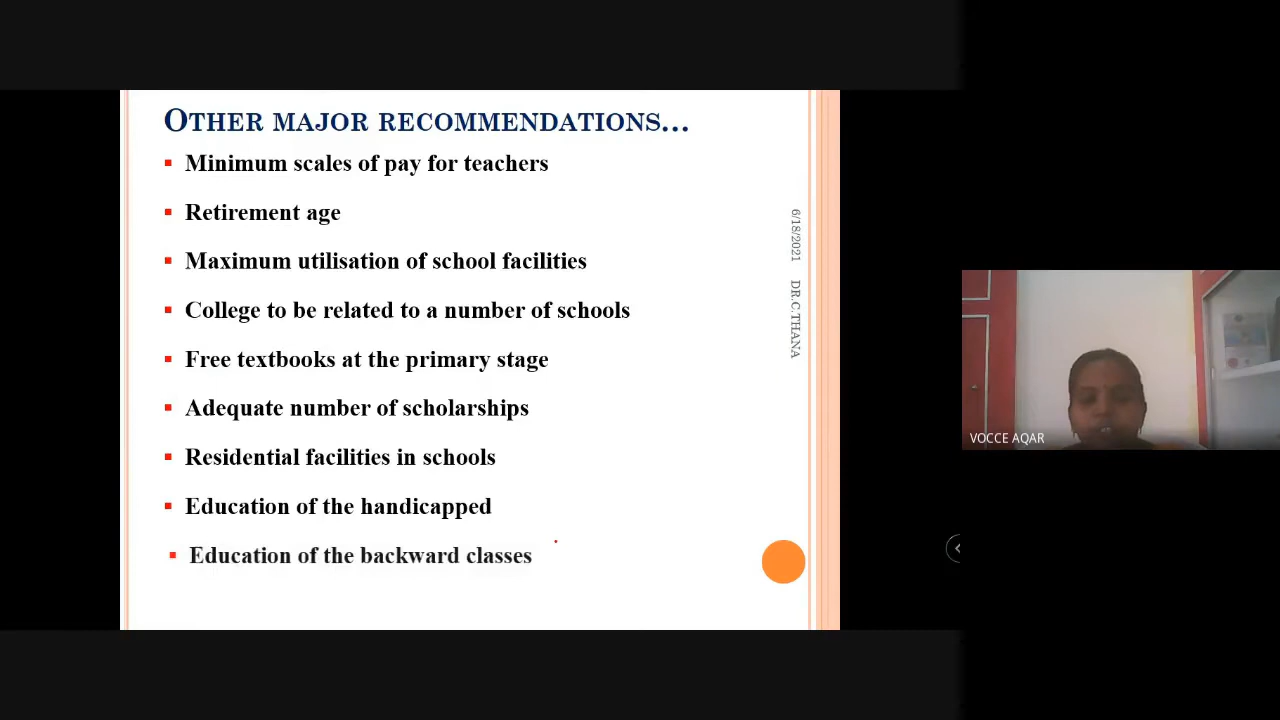 OTHER MAJOR RECOMMENDATIONS...
Minimum scales of pay for teachers
Retirement age
Maximum utilisation of school facilities
College to be related to a number of schools
Free textbooks at the primary stage
Adequate number of scholarships
Residential facilities in schools
Education of the handicapped
Education of the backward classes
6/18/2021 DR.C.THANA
VOCCE AQAR